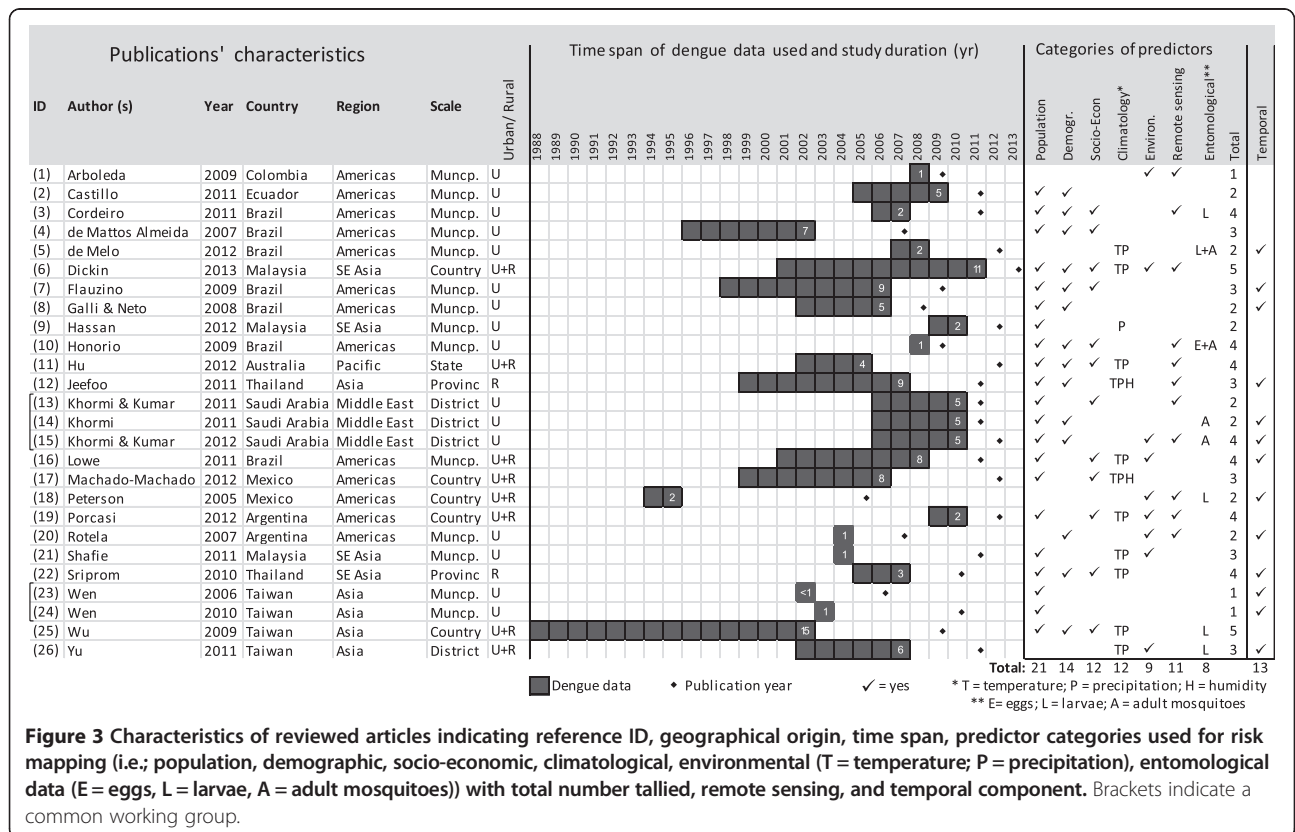 Publications' characteristics
Time span of dengue data used and study duration (yr)
Categories of predictors
ID Author (s) Year Country Region Scale Urban/ Rural 1988 1989 1990 1991 1992 1993 1994 1995 1996 1997 1998 1999 2000 2001 2002 2003 2005 2006 2007 2008 2009 2010 2011 2012 2013 Population Demogr. Socio-Econ Climatology* Environ. Remote sensing Entomological** Total Temporal
(1) Arboleda 2009 Colombia Americas Muncp. U 1 ✓ ✓ 1
(2) Castillo 2011 Ecuador Americas Muncp. U 5 ✓ ✓ 2
(3) Cordeiro 2011 Brazil Americas Muncp. U 2 ✓ ✓ ✓ ✓ L 4
(4) de Mattos Almeida 2007 Brazil Americas Muncp. U 7 ✓ ✓ ✓ 3
(5) de Melo 2012 Brazil Americas Muncp. U 2 TP L+A 2 ✓
(6) Dickin 2013 Malaysia SE Asia Country U+R 11 ✓ ✓ ✓ TP ✓ ✓ 5
(7) Flauzino 2009 Brazil Americas Muncp. U 9 ✓ ✓ ✓ 3 ✓
(8) Galli & Neto 2008 Brazil Americas Muncp. U 5 ✓ ✓ 2 ✓
(9) Hassan 2012 Malaysia SE Asia Muncp. U 2 ✓ P 2
(10) Honorio 2009 Brazil Americas Muncp. U 1 ✓ ✓ ✓ ✓ E+A 4
(11) Hu 2012 Australia Pacific State U+R 4 ✓ ✓ ✓ TP ✓ 4
(12) Jeefoo 2011 Thailand Asia Provinc R 9 ✓ ✓ TPH ✓ 3 ✓
(13) Khormi & Kumar 2011 Saudi Arabia Middle East District U 5 ✓ ✓ ✓ 2
(14) Khormi 2011 Saudi Arabia Middle East District U 5 ✓ ✓ A 2 ✓
(15) Khormi & Kumar 2012 Saudi Arabia Middle East District U 5 ✓ ✓ ✓ ✓ A 4 ✓
(16) Lowe 2011 Brazil Americas Muncp. U+R 8 ✓ ✓ TP ✓ 4 ✓
(17) Machado-Machado 2012 Mexico Americas Country U+R 8 ✓ ✓ TPH 3
(18) Peterson 2005 Mexico Americas Country U+R 2 ✓ ✓ L 2 ✓
(19) Porcasi 2012 Argentina Americas Country U+R 2 ✓ ✓ TP ✓ ✓ 4
(20) Rotela 2007 Argentina Americas Muncp. U 1 ✓ ✓ ✓ 2 ✓
(21) Shafie 2011 Malaysia SE Asia Muncp. U 1 ✓ TP ✓ 3
(22) Sriprom 2010 Thailand SE Asia Provinc R 3 ✓ ✓ ✓ TP 4 ✓
(23) Wen 2006 Taiwan Asia Muncp. U <1 ✓ 1 ✓
(24) Wen 2010 Taiwan Asia Muncp. U 1 ✓ 1 ✓
(25) Wu 2009 Taiwan Asia Country U+R 15 ✓ ✓ ✓ TP L 5
(26) Yu 2011 Taiwan Asia District U+R 6 TP ✓ L 3 ✓
Total: 21 14 12 12 9 11 8 13
Dengue data ♦ Publication year ✓ = yes * T = temperature; P = precipitation; H = humidity
** E= eggs; L = larvae; A = adult mosquitoes
Figure 3 Characteristics of reviewed articles indicating reference ID, geographical origin, time span, predictor categories used for risk
mapping (i.e.; population, demographic, socio-economic, climatological, environmental (T = temperature; P = precipitation), entomological
data (E = eggs, L = larvae, A = adult mosquitoes)) with total number tallied, remote sensing, and temporal component. Brackets indicate a
common working group.